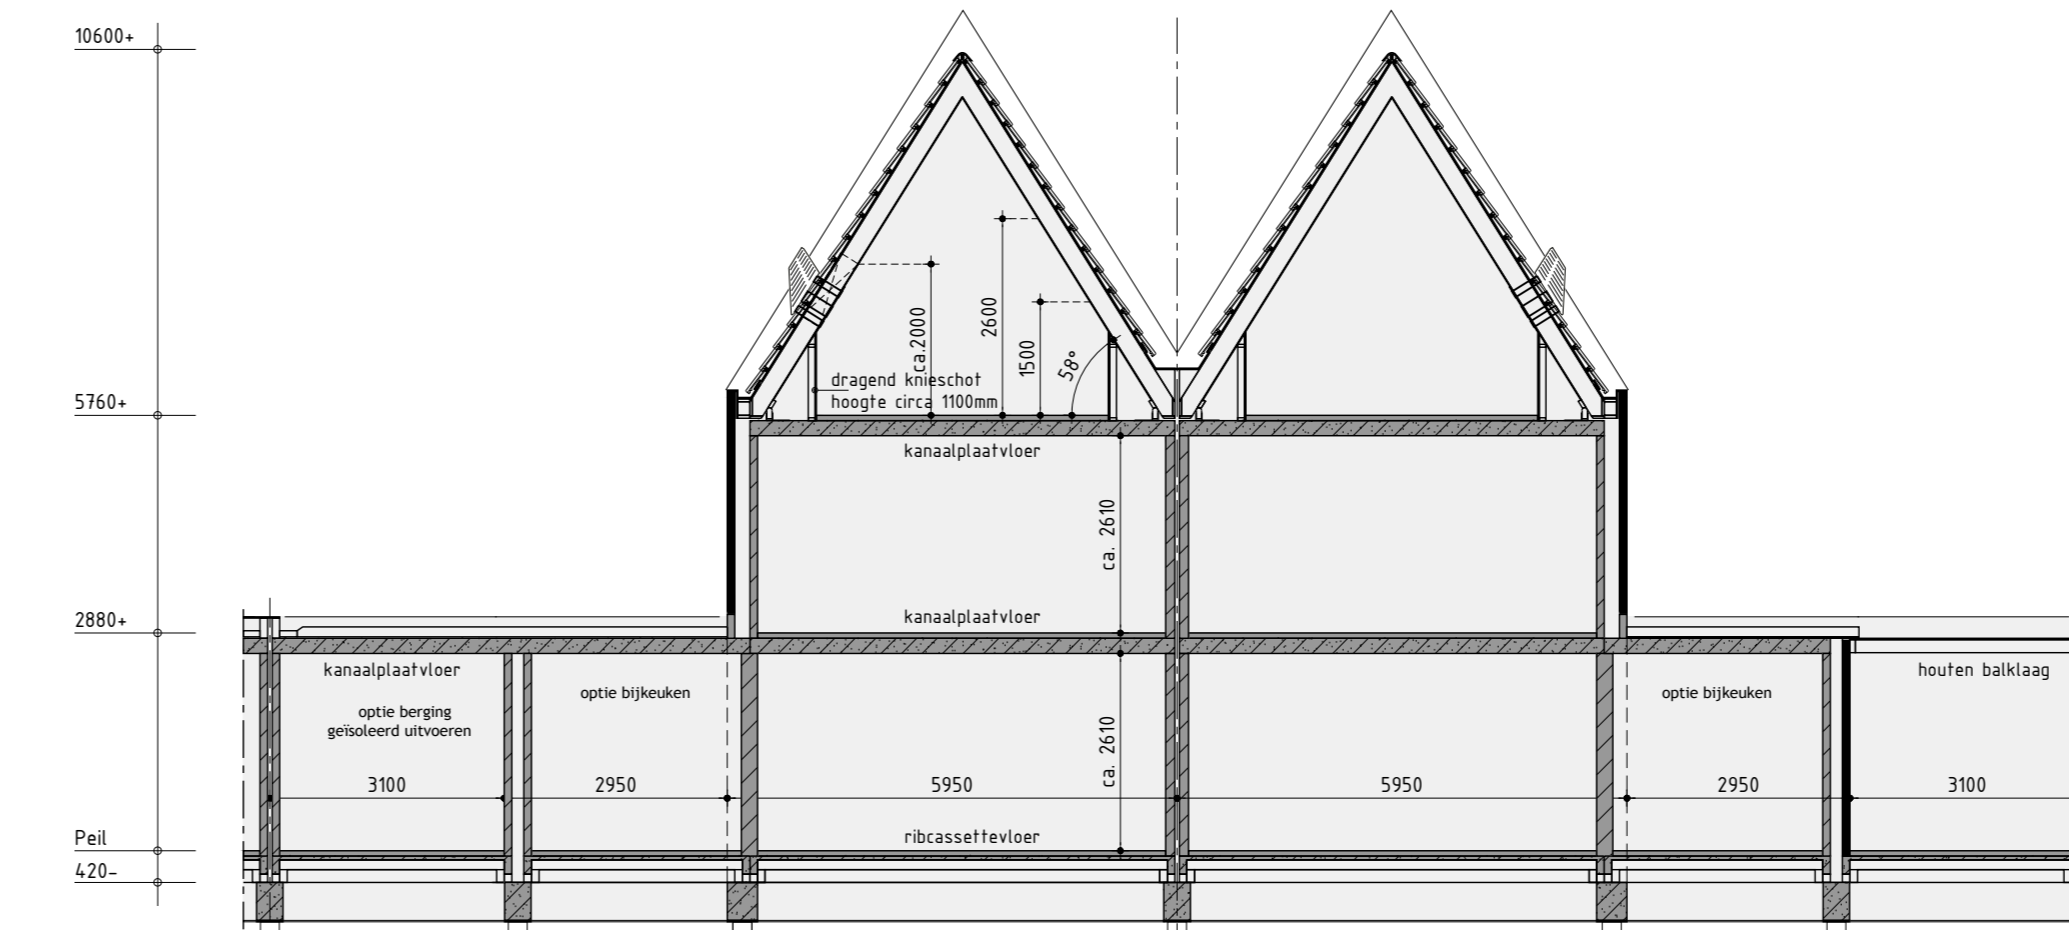 10600+
ca.2000
2600
1500
58°
dragend knieschot
hoogte circa 1100mm
5760+
kanaalplaatvloer
ca. 2610
kanaalplaatvloer
2880+
kanaalplaatvloer
optie berging
geïsoleerd uitvoeren
optie bijkeuken
optie bijkeuken
houten balklaag
ca. 2610
3100
2950
5950
5950
2950
3100
Peil
ribcassettevloer
420-